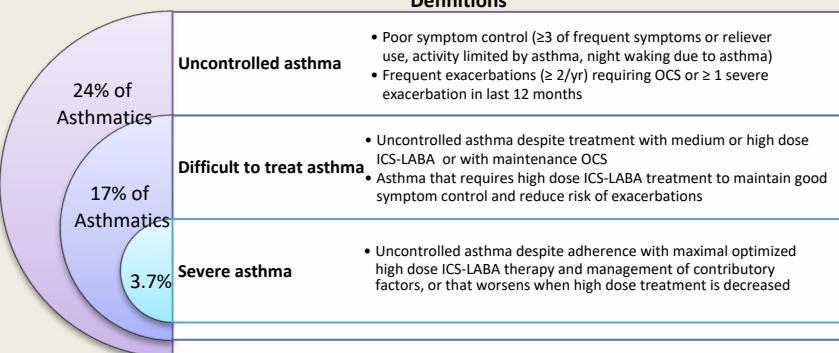 Definitions
24% of
Asthmatics
Uncontrolled asthma
• Poor symptom control (≥3 of frequent symptoms or reliever
use, activity limited by asthma, night waking due to asthma)
• Frequent exacerbations (≥ 2/yr) requiring OCS or ≥ 1 severe
exacerbation in last 12 months
17% of
Asthmatics
Difficult to treat asthma
• Uncontrolled asthma despite treatment with medium or high dose
ICS-LABA or with maintenance OCS
• Asthma that requires high dose ICS-LABA treatment to maintain good
symptom control and reduce risk of exacerbations
3.7%
Severe asthma
• Uncontrolled asthma despite adherence with maximal optimized
high dose ICS-LABA therapy and management of contributory
factors, or that worsens when high dose treatment is decreased